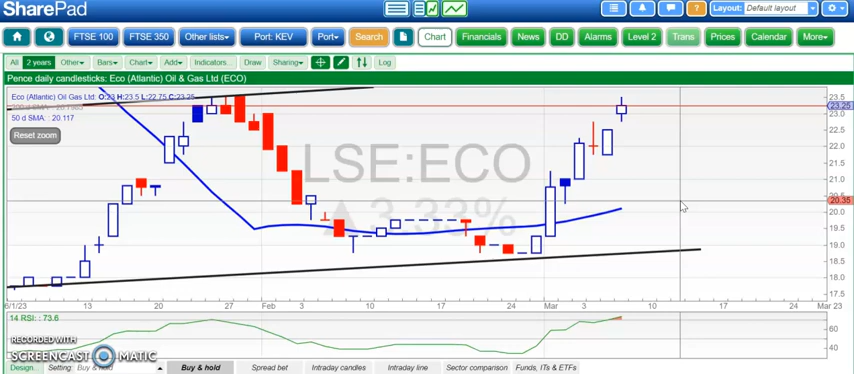 SharePad
Layout: Default layout
FTSE 100 FTSE 350 Other lists Port: KEV Port Search Chart Financials News DD Alarms Level 2 Trans Prices Calendar More
All 2 years Other Bars Chart Add Indicators... Draw Sharing Log
Pence daily candlesticks: Eco (Atlantic) Oil & Gas Ltd (ECO)
Eco (Atlantic) Oil Gas Ltd: O:23 H:23.5 L:22.75 C:23.25
50 d SMA: : 20.117
Reset zoom
LSE:ECO
▲3.33%
23.5
23.25
23.0
22.5
22.0
21.5
21.0
20.35
20.0
19.5
19.0
18.5
18.0
17.5
6/1/23 13 20 27 Feb 3 10 17 24 Mar 3 10 17 24 Mar 23
14 RSI: : 73.6
60
40
RECORDED WITH
SCREENCAST MATIC
Design... Setting: Buy & hold Buy & hold Spread bet Intraday candles Intraday line Sector comparison Funds, ITs & ETFs